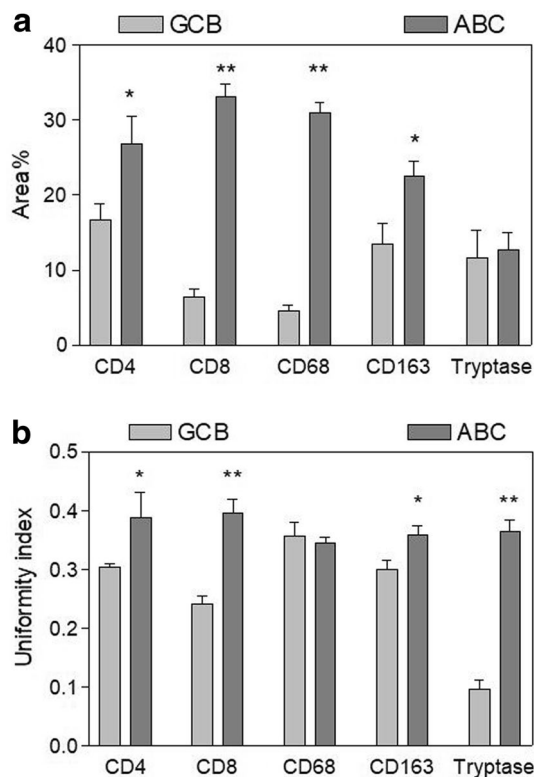 a
GCB ABC
Area%
40
30
20
10
0
* ** ** *
CD4 CD8 CD68 CD163 Tryptase
b
GCB ABC
Uniformity index
0.5
0.4
0.3
0.2
0.1
0.0
* ** * **
CD4 CD8 CD68 CD163 Tryptase